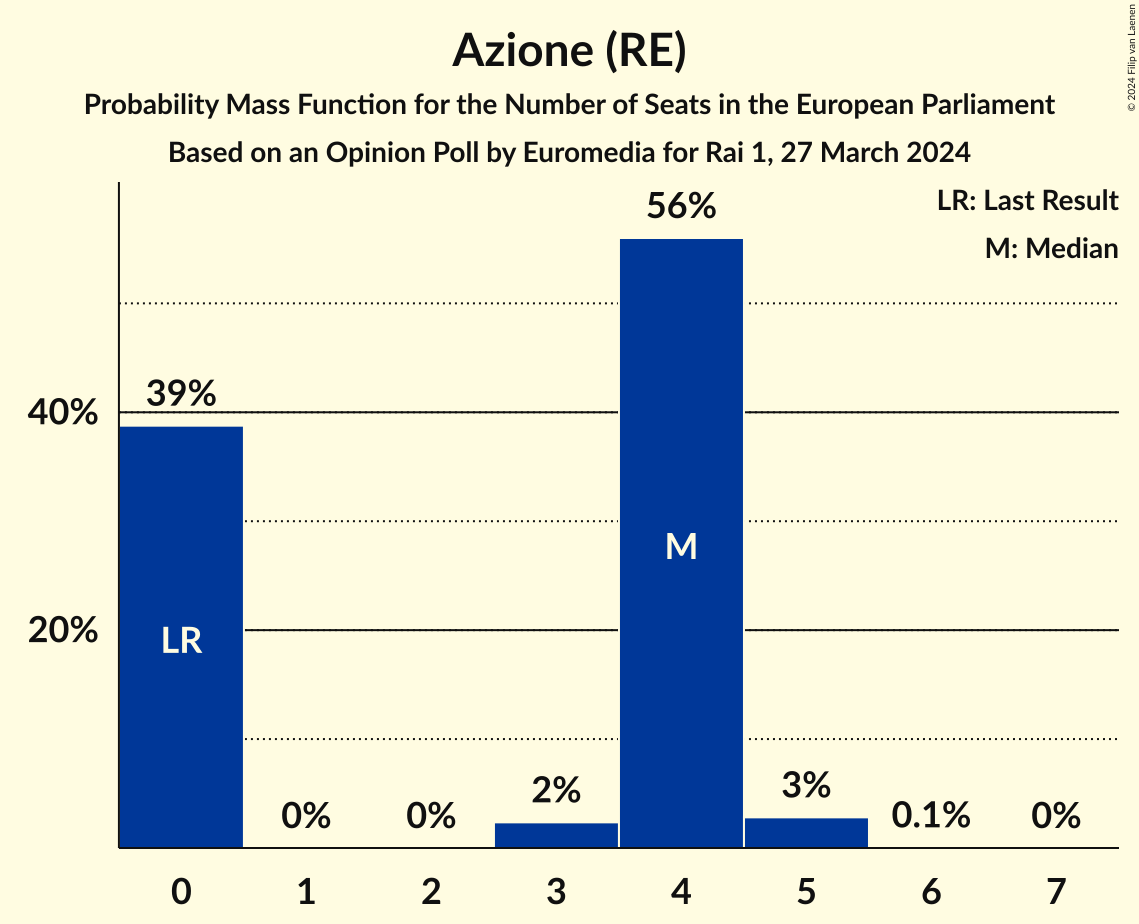 Azione (RE)
Probability Mass Function for the Number of Seats in the European Parliament
Based on an Opinion Poll by Euromedia for Rai 1, 27 March 2024
© 2024 Filip van Laenen
LR: Last Result
M: Median
56%
39%
40%
M
20%
LR
0%
0%
2%
3%
0.1%
0%
0 1 2 3 4 5 6 7